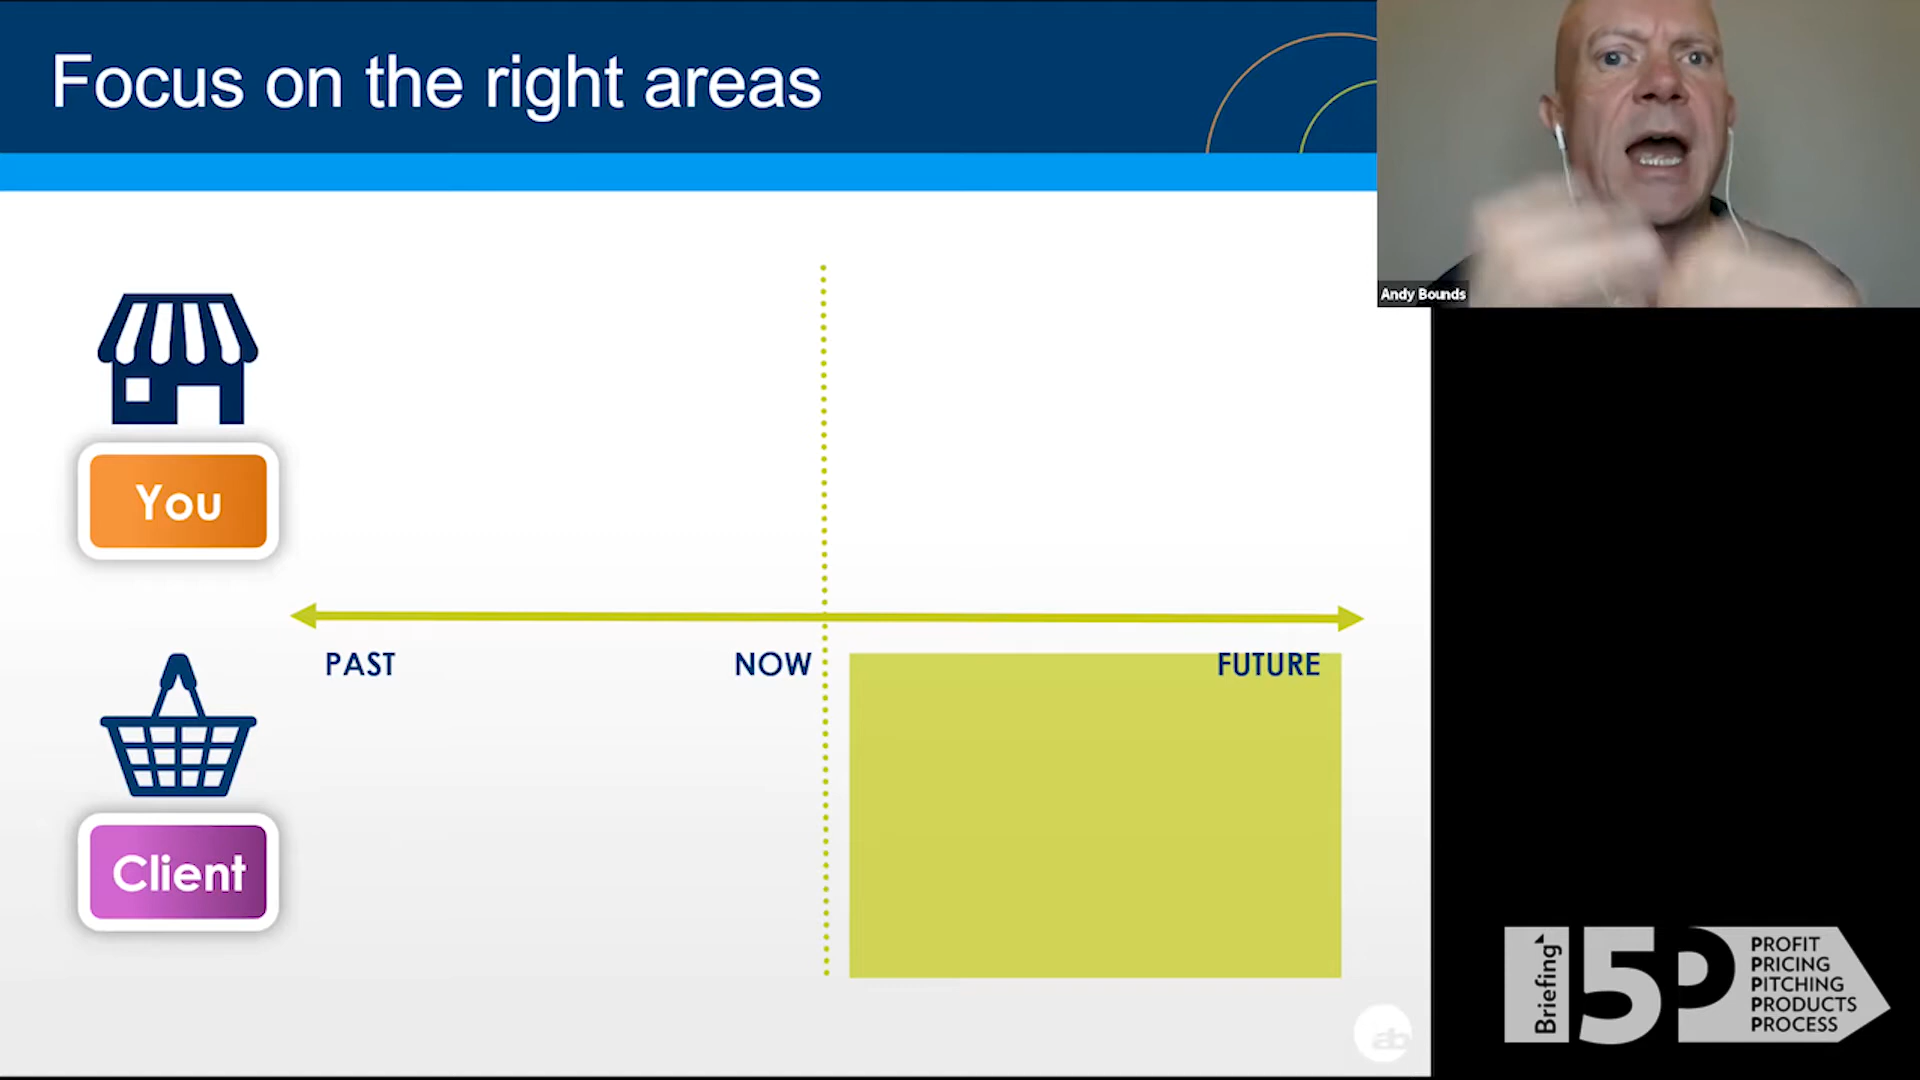 Focus on the right areas
Andy Bounds
You
PAST
NOW
FUTURE
Client
ab
Briefing
5P
PROFIT
PRICING
PITCHING
PRODUCTS
PROCESS